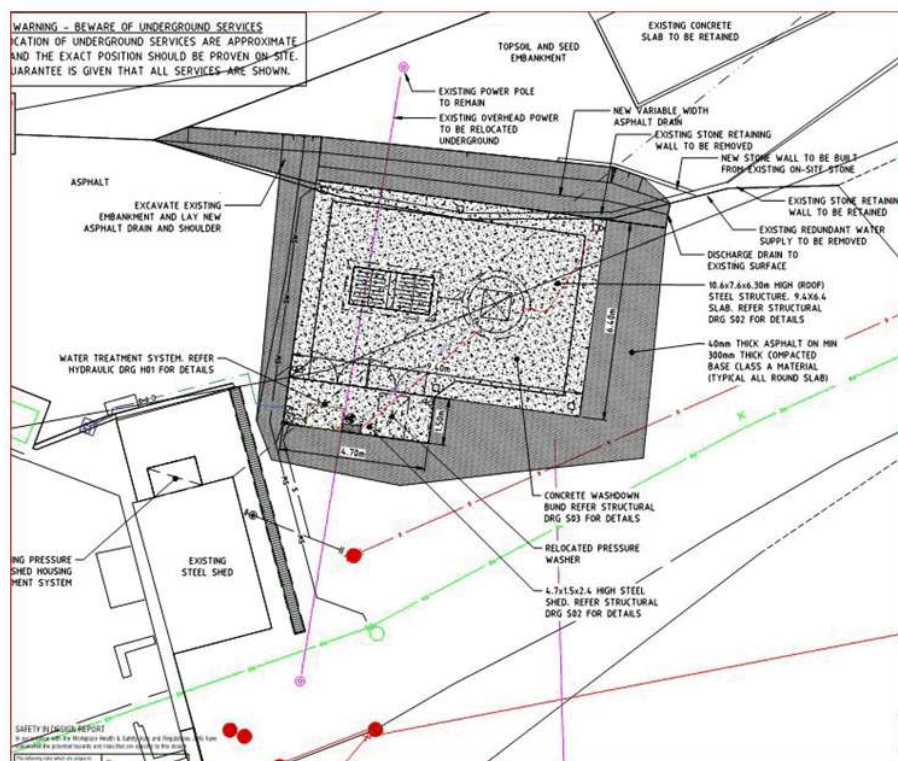 WARNING - BEWARE OF UNDERGROUND SERVICES
CATION OF UNDERGROUND SERVICES ARE APPROXIMATE
AND THE EXACT POSITION SHOULD BE PROVEN ON SITE.
UARANTEE IS GIVEN THAT ALL SERVICES ARE SHOWN.
EXISTING CONCRETE
SLAB TO BE RETAINED
TOPSOIL AND SEED
EMBANKMENT
EXISTING POWER POLE
TO REMAIN
EXISTING OVERHEAD POWER
TO BE RELOCATED
UNDERGROUND
NEW VARIABLE WIDTH
ASPHALT DRAIN
EXISTING STONE RETAINING
WALL TO BE REMOVED
NEW STONE WALL TO BE BUILT
FROM EXISTING ON-SITE STONE
ASPHALT
EXCAVATE EXISTING
EMBANKMENT AND LAY NEW
ASPHALT DRAIN AND SHOULDER
EXISTING STONE RETAIN
WALL TO BE RETAINED
EXISTING REDUNDANT WATER
SUPPLY TO BE REMOVED
DISCHARGE DRAIN TO
EXISTING SURFACE
10.6x7.6x6.30m HIGH (ROOF)
STEEL STRUCTURE. 9.4X6.4
SLAB. REFER STRUCTURAL
DRG S02 FOR DETAILS
6.40m
40mm THICK ASPHALT ON MIN
300mm THICK COMPACTED
BASE CLASS A MATERIAL
(TYPICAL ALL ROUND SLAB)
WATER TREATMENT SYSTEM. REFER
HYDRAULIC DRG H01 FOR DETAILS
40m
1.50m
4.70m
CONCRETE WASHDOWN
BUND REFER STRUCTURAL
DRG S03 FOR DETAILS
RELOCATED PRESSURE
WASHER
NG PRESSURE
SHED HOUSING
MENT SYSTEM
EXISTING
STEEL SHED
4.7x1.5x2.4 HIGH STEEL
SHED. REFER STRUCTURAL
DRG S02 FOR DETAILS
SAFETY IN DESIGN REPORT